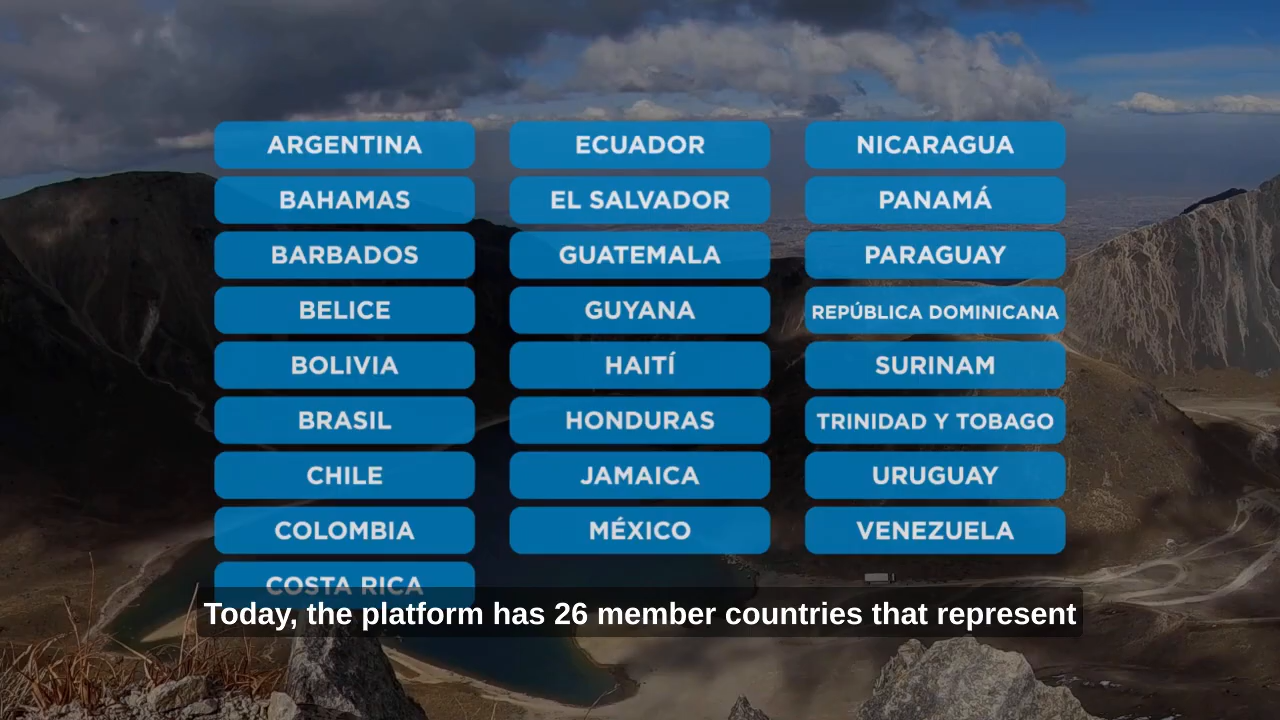 ARGENTINA
BAHAMAS
BARBADOS
BELICE
BOLIVIA
BRASIL
CHILE
COLOMBIA
COSTA RICA
ECUADOR
EL SALVADOR
GUATEMALA
GUYANA
HAITÍ
HONDURAS
JAMAICA
MÉXICO
NICARAGUA
PANAMÁ
PARAGUAY
REPÚBLICA DOMINICANA
SURINAM
TRINIDAD Y TOBAGO
URUGUAY
VENEZUELA
Today, the platform has 26 member countries that represent